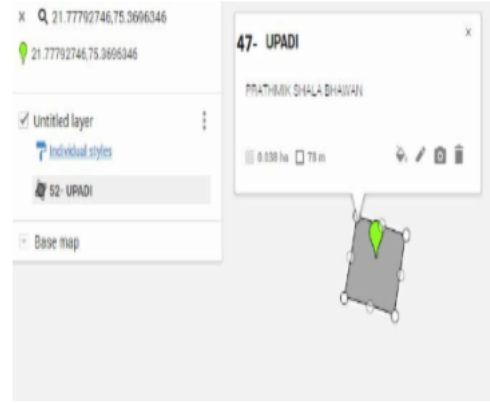 x 21.77792746,75.3696346
21.77792746,75.3696346
Untitled layer
Individual styles
52- UPADI
Base map
47- UPADI
x
PRATHMIK SHALA BHAWAN
0.038 ha 78 m